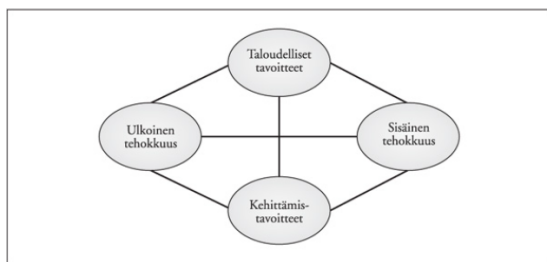 Taloudelliset
tavoitteet
Ulkoinen
tehokkuus
Sisäinen
tehokkuus
Kehittämis-
tavoitteet